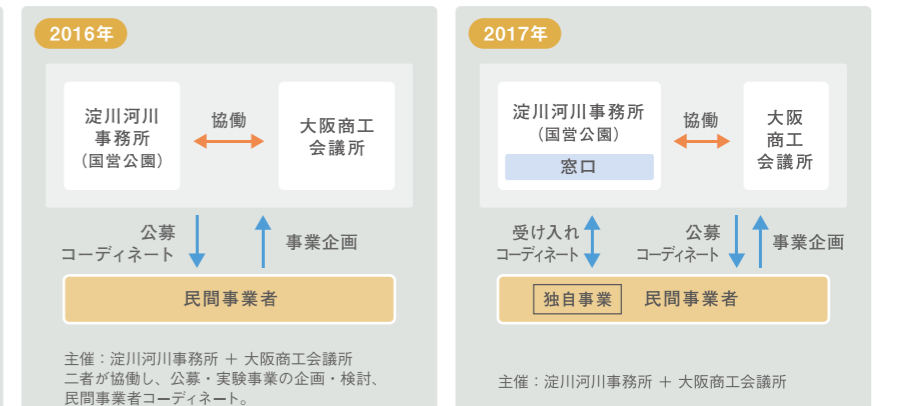 2016年
淀川河川
事務所
（国営公園）
協働
大阪商工
会議所
公募
コーディネート
事業企画
民間事業者
主催：淀川河川事務所 ＋ 大阪商工会議所
二者が協働し、公募・実験事業の企画・検討、
民間事業者コーディネート。
2017年
淀川河川事務所
（国営公園）
窓口
協働
大阪
商工
会議所
受け入れ
コーディネート
公募
コーディネート
事業企画
独自事業 民間事業者
主催：淀川河川事務所 ＋ 大阪商工会議所